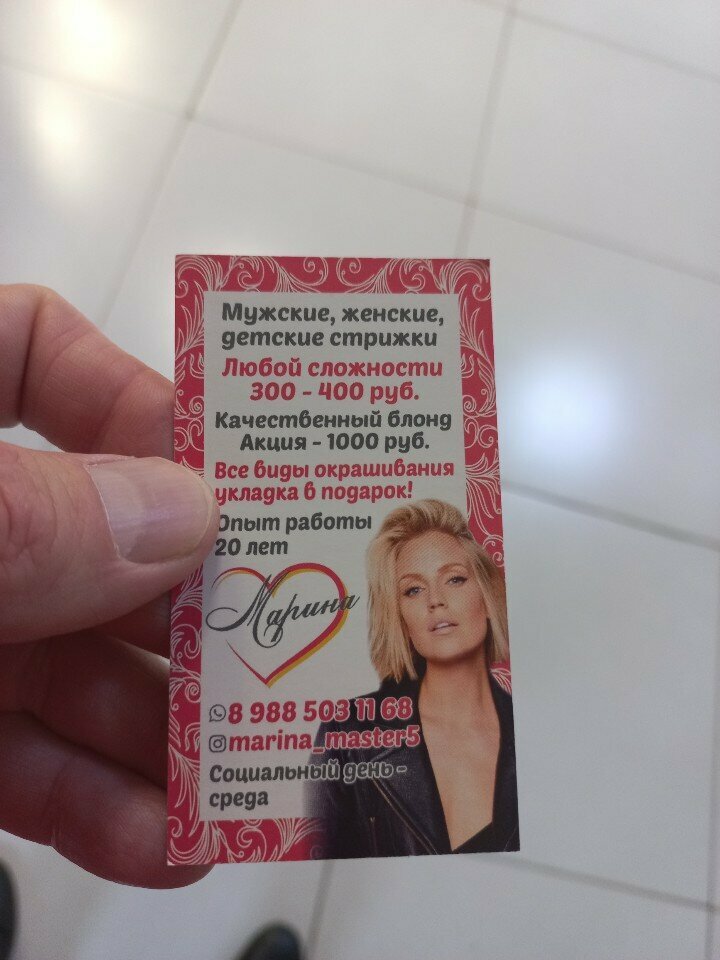 Мужские, женские,
детские стрижки
Любой сложности
300 - 400 руб.
Качественный блонд
Акция - 1000 руб.
Все виды окрашивания
укладка в подарок!
Опыт работы
20 лет
Марина
8 988 503 11 68
marina_master5
Социальный день -
среда